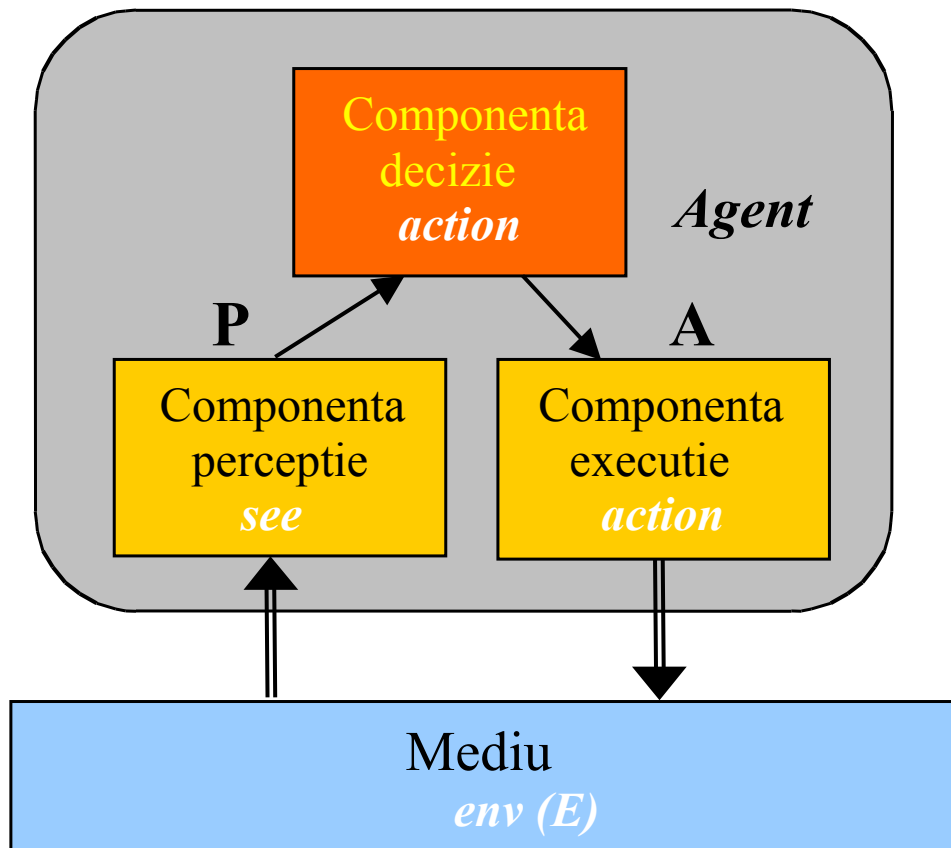 Componenta
decizie
action
Agent
P
A
Componenta
perceptie
see
Componenta
executie
action
Mediu
env (E)